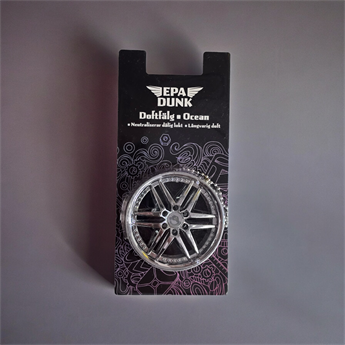 EPA
DUNK
Doftfälg • Ocean
• Neutraliserar dålig lukt • Långvarig doft